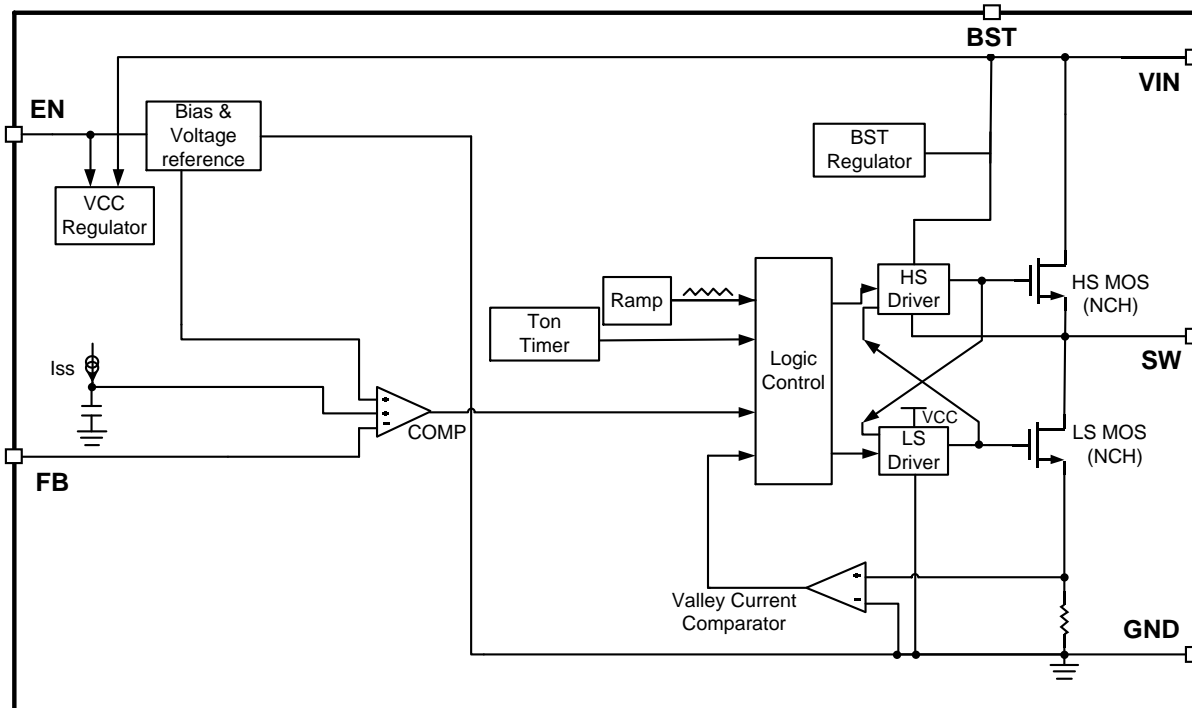 BST
VIN
EN
Bias &
Voltage
reference
BST
Regulator
VCC
Regulator
HS
Driver
HS MOS
(NCH)
Ramp
Ton
Timer
SW
Iss
Logic
Control
+
+
-
COMP
VCC
LS
Driver
LS MOS
(NCH)
FB
+
-
Valley Current
Comparator
GND